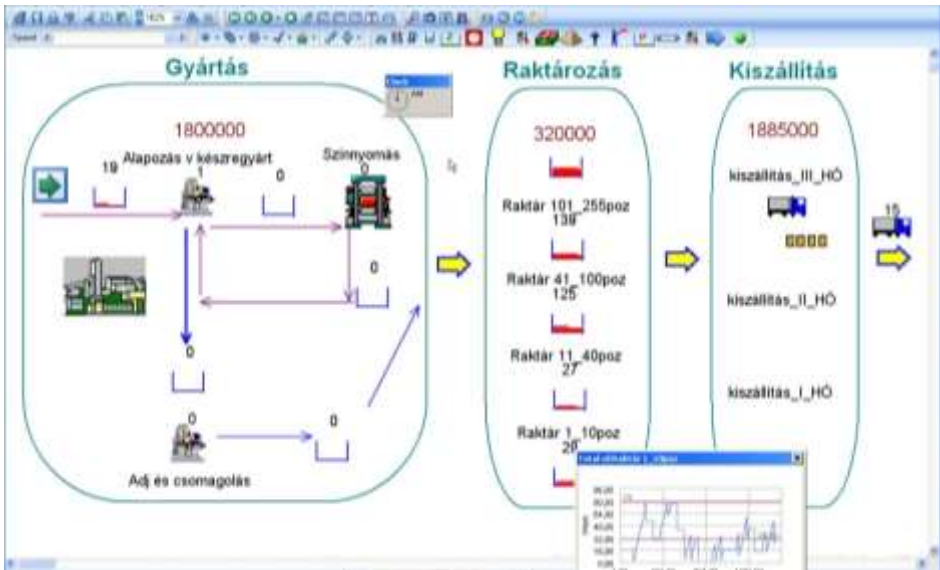 Gyártás
Raktározás
Kiszállítás
Clock
1800000
320000
1885000
19
Alapozás v készregyárt
1
0
Színnyomás
0
kiszállítás_III_HÓ
Raktár 101_255poz
139
15
0
Raktár 41_100poz
125
kiszállítás_II_HÓ
0
Raktár 11_40poz
27
kiszállítás_I_HÓ
0
0
Raktár 1_10poz
Adj és csomagolás